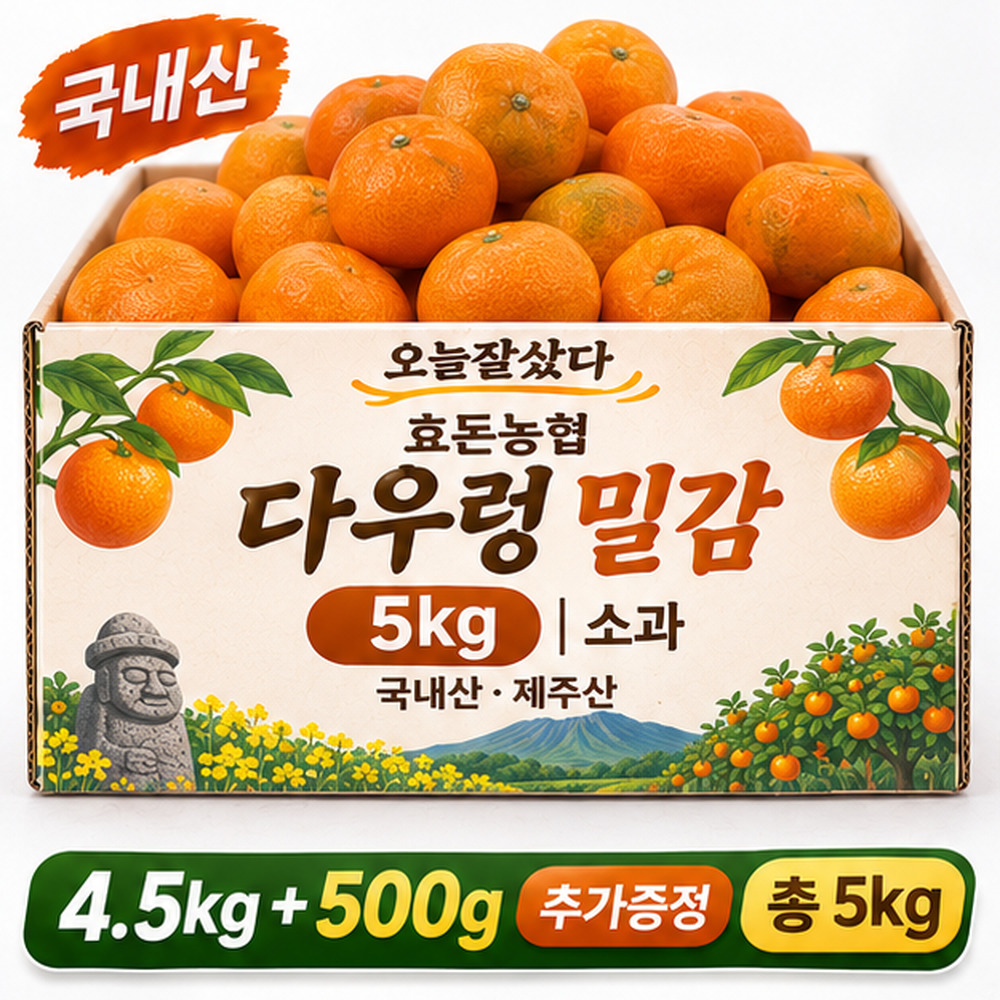 국내산
오늘잘샀다
효돈농협
다우렁 밀감
5kg | 소과
국내산 · 제주산
4.5kg + 500g 추가증정 총 5kg